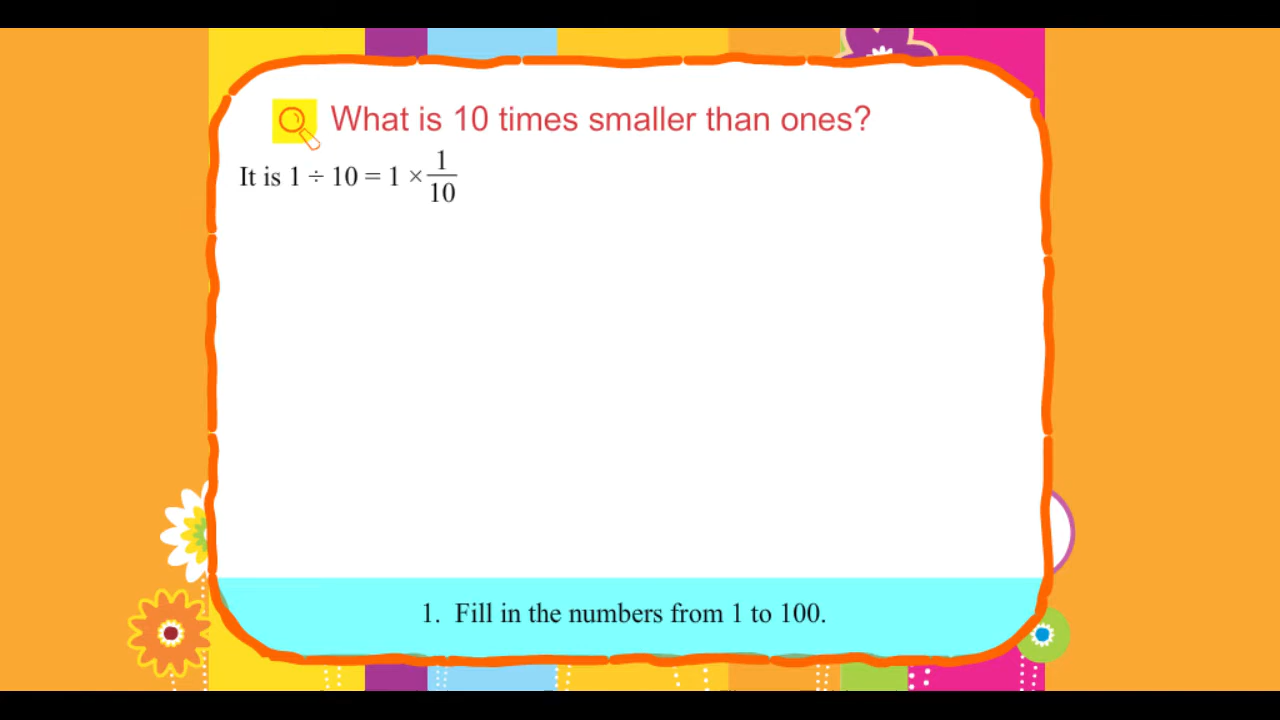 What is 10 times smaller than ones?
It is 1 ÷ 10 = 1 × 1/10
1. Fill in the numbers from 1 to 100.